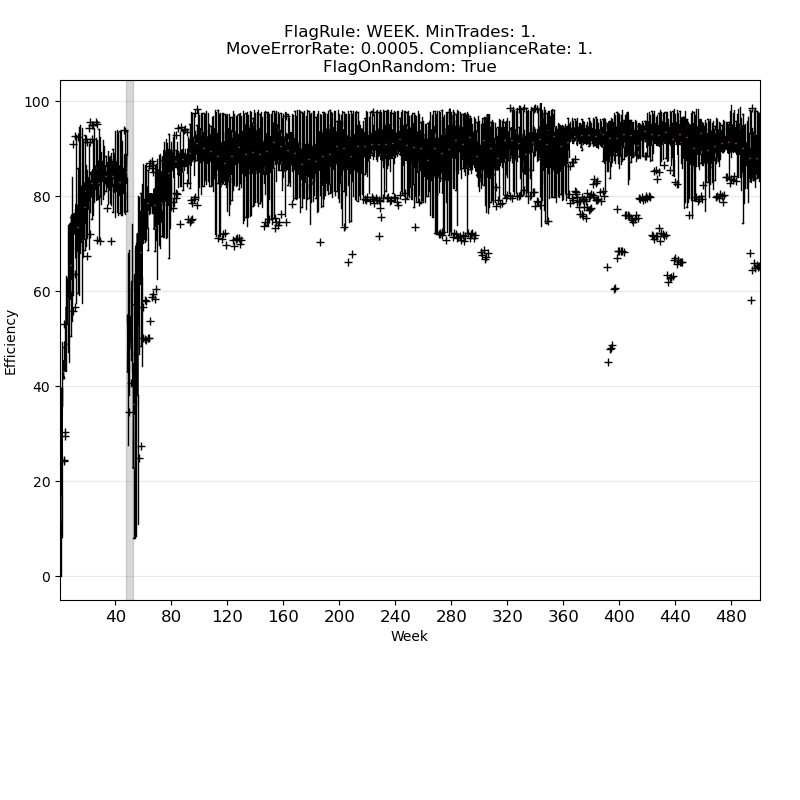 FlagRule: WEEK. MinTrades: 1.
MoveErrorRate: 0.0005. ComplianceRate: 1.
FlagOnRandom: True
100
80
60
40
20
0
Efficiency
40 80 120 160 200 240 280 320 360 400 440 480
Week